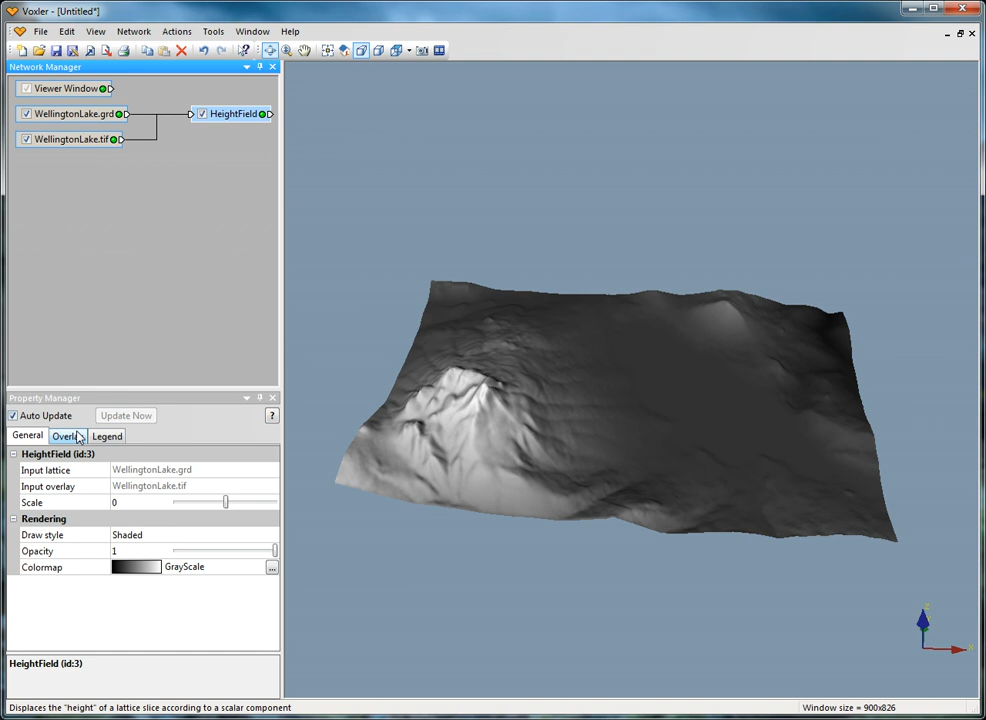 Voxler - [Untitled*]
File Edit View Network Actions Tools Window Help
Network Manager
Viewer Window
WellingtonLake.grd
HeightField
WellingtonLake.tif
Property Manager
Auto Update
Update Now
?
General
Legend
HeightField (id:3)
Input lattice WellingtonLake.grd
Input overlay WellingtonLake.tif
Scale 0
Rendering
Draw style Shaded
Opacity 1
Colormap GrayScale ...
HeightField (id:3)
Displaces the "height" of a lattice slice according to a scalar component
Window size = 900x826